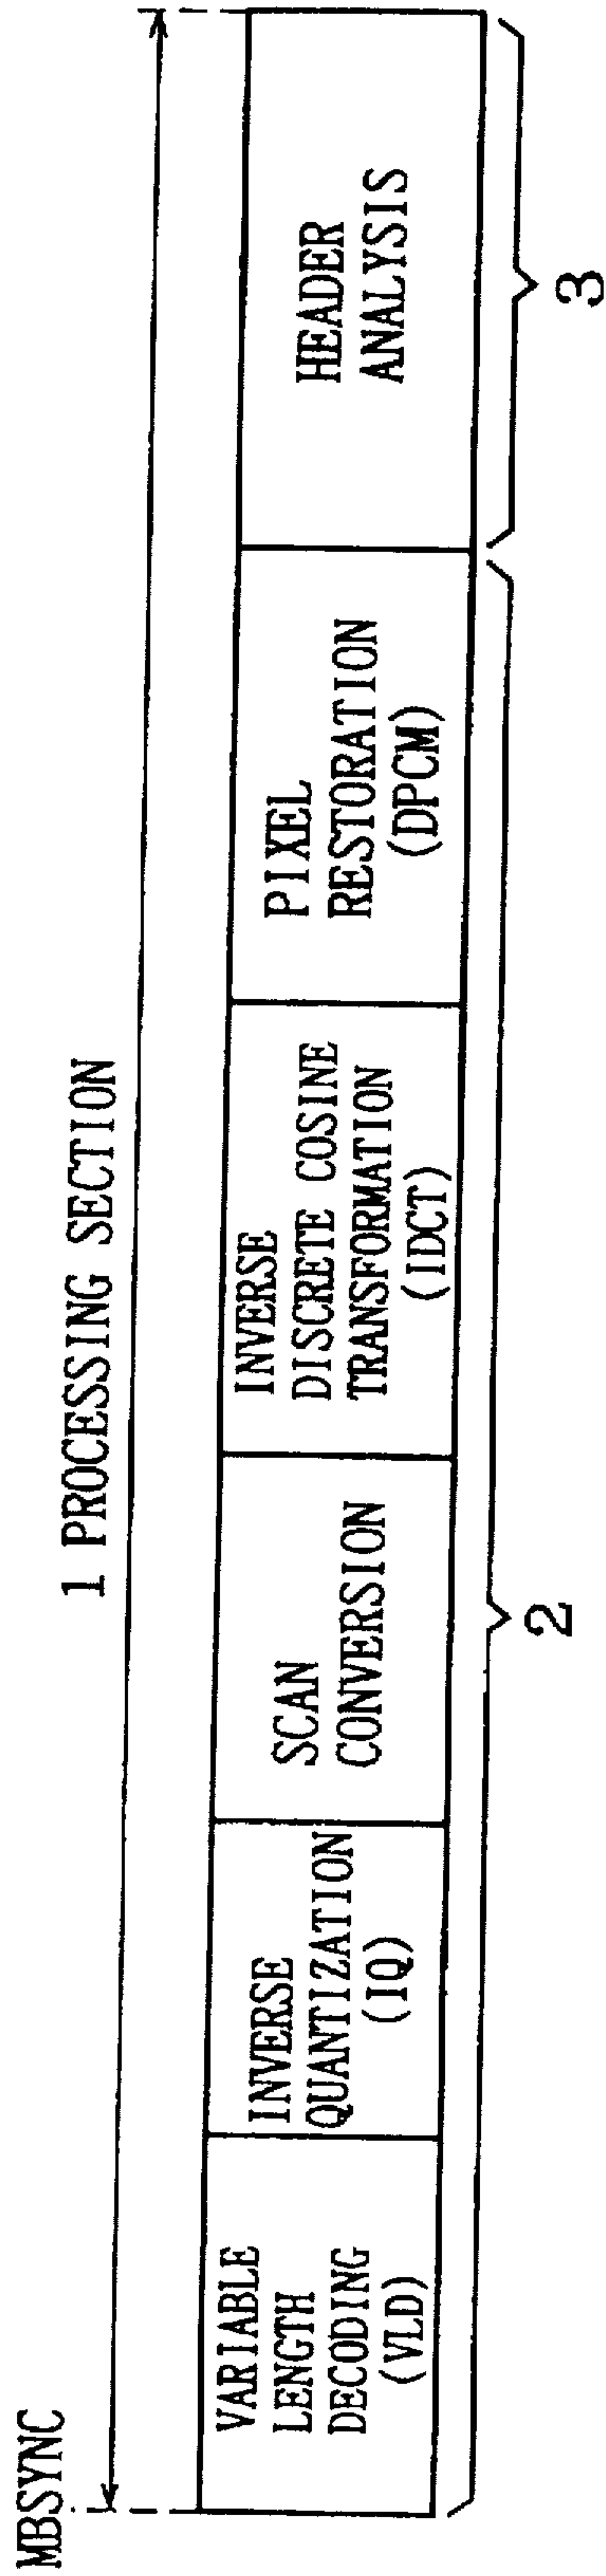 MBSYNC
1 PROCESSING SECTION
VARIABLE
LENGTH
DECODING
(VLD)
INVERSE
QUANTIZATION
(IQ)
SCAN
CONVERSION
INVERSE
DISCRETE COSINE
TRANSFORMATION
(IDCT)
PIXEL
RESTORATION
(DPCM)
HEADER
ANALYSIS
2
3